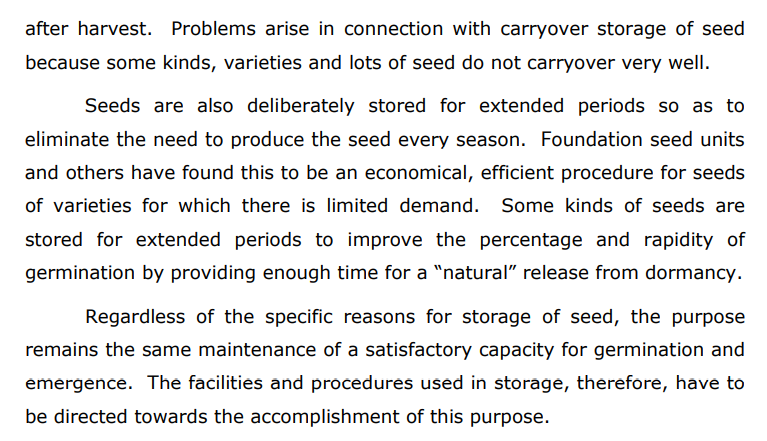 after harvest. Problems arise in connection with carryover storage of seed
because some kinds, varieties and lots of seed do not carryover very well.
Seeds are also deliberately stored for extended periods so as to
eliminate the need to produce the seed every season. Foundation seed units
and others have found this to be an economical, efficient procedure for seeds
of varieties for which there is limited demand. Some kinds of seeds are
stored for extended periods to improve the percentage and rapidity of
germination by providing enough time for a “natural” release from dormancy.
Regardless of the specific reasons for storage of seed, the purpose
remains the same maintenance of a satisfactory capacity for germination and
emergence. The facilities and procedures used in storage, therefore, have to
be directed towards the accomplishment of this purpose.